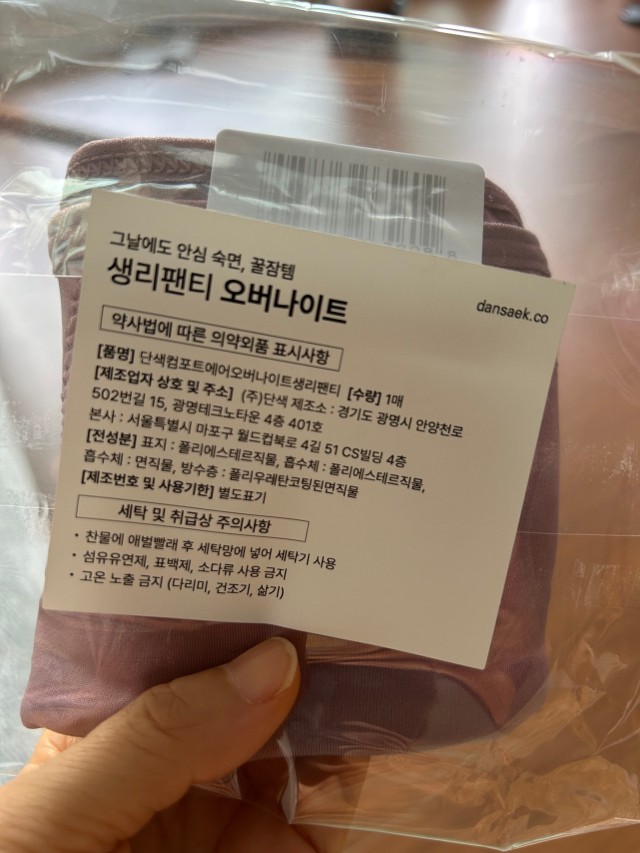 그날에도 안심 숙면, 꿀잠템
생리팬티 오버나이트
dansaek.co
약사법에 따른 의약외품 표시사항
[품명] 단색컴포트에어오버나이트생리팬티 [수량] 1매
[제조업자 상호 및 주소] (주)단색 제조소 : 경기도 광명시 안양천로
502번길 15, 광명테크노타운 4층 401호
본사 : 서울특별시 마포구 월드컵북로 4길 51 CS빌딩 4층
[전성분] 표지 : 폴리에스테르직물, 흡수체 : 폴리에스테르직물,
흡수체 : 면직물, 방수층 : 폴리우레탄코팅된면직물
[제조번호 및 사용기한] 별도표기
세탁 및 취급상 주의사항
• 찬물에 애벌빨래 후 세탁망에 넣어 세탁기 사용
• 섬유유연제, 표백제, 소다류 사용 금지
• 고온 노출 금지 (다리미, 건조기, 삶기)